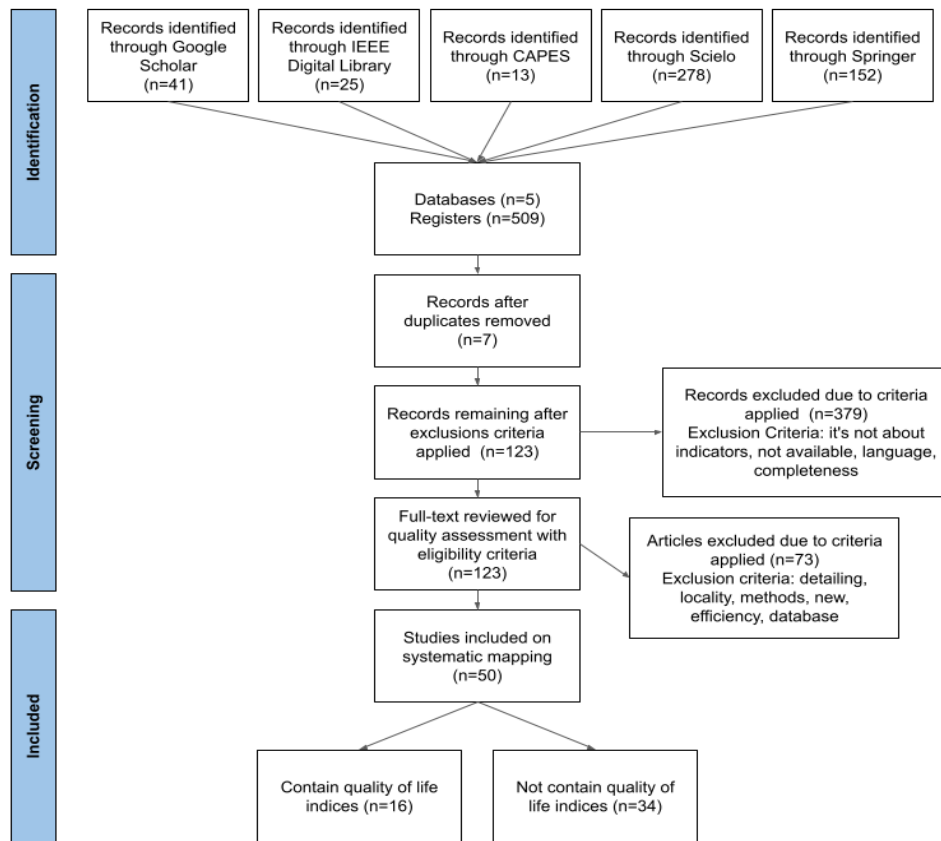 Identification
Records identified
through Google
Scholar
(n=41)
Records identified
through IEEE
Digital Library
(n=25)
Records
identified
through CAPES
(n=13)
Records identified
through Scielo
(n=278)
Records identified
through Springer
(n=152)
Databases (n=5)
Registers (n=509)
Screening
Records after
duplicates removed
(n=7)
Records remaining after
exclusions criteria
applied (n=123)
Records excluded due to criteria
applied (n=379)
Exclusion Criteria: it's not about
indicators, not available, language,
completeness
Full-text reviewed for
quality assessment with
eligibility criteria
(n=123)
Articles excluded due to criteria
applied (n=73)
Exclusion criteria: detailing,
locality, methods, new,
efficiency, database
Included
Studies included on
systematic mapping
(n=50)
Contain quality of life
indices (n=16)
Not contain quality of
life indices (n=34)